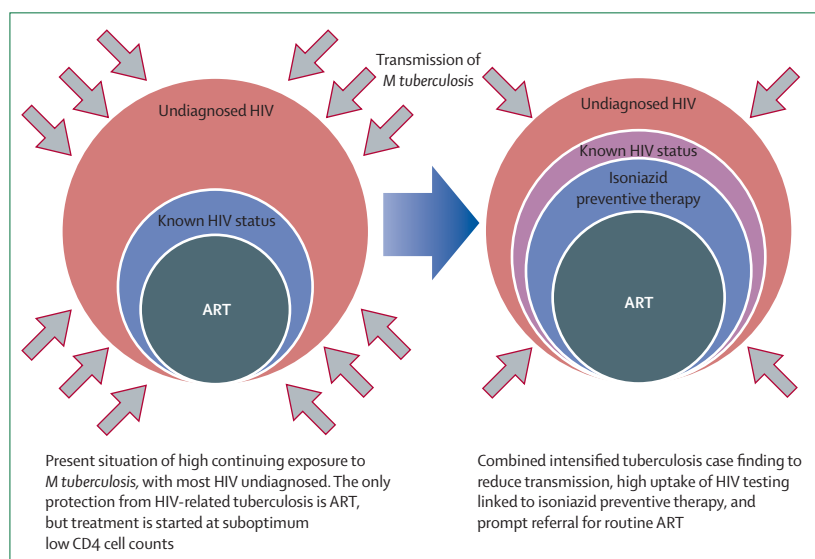 Transmission of
M tuberculosis
Undiagnosed HIV
Known HIV status
ART
Undiagnosed HIV
Known HIV status
Isoniazid
preventive therapy
ART
Present situation of high continuing exposure to
M tuberculosis, with most HIV undiagnosed. The only
protection from HIV-related tuberculosis is ART,
but treatment is started at suboptimum
low CD4 cell counts
Combined intensified tuberculosis case finding to
reduce transmission, high uptake of HIV testing
linked to isoniazid preventive therapy, and
prompt referral for routine ART